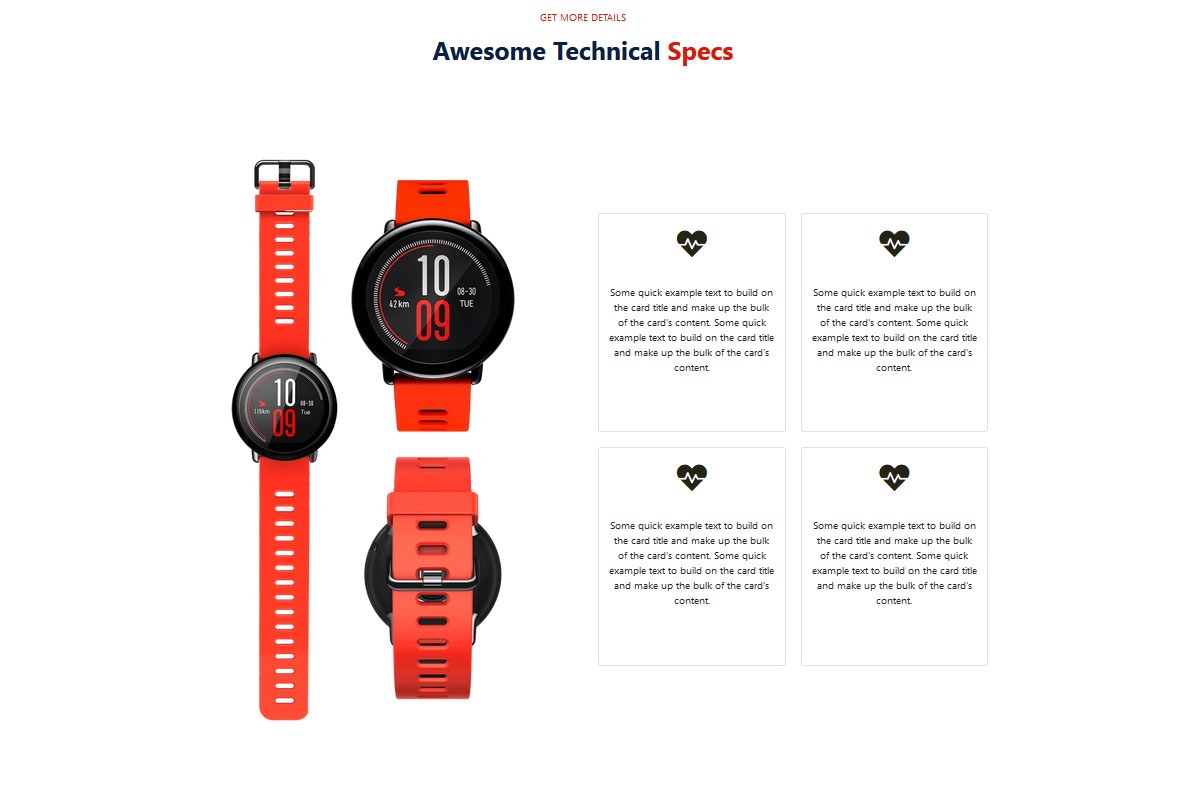 GET MORE DETAILS
Awesome Technical Specs
10
09
42 km
08-30
TUE
10
09
119km
08-30
Tue
Some quick example text to build on
the card title and make up the bulk
of the card's content. Some quick
example text to build on the card title
and make up the bulk of the card's
content.
Some quick example text to build on
the card title and make up the bulk
of the card's content. Some quick
example text to build on the card title
and make up the bulk of the card's
content.
Some quick example text to build on
the card title and make up the bulk
of the card's content. Some quick
example text to build on the card title
and make up the bulk of the card's
content.
Some quick example text to build on
the card title and make up the bulk
of the card's content. Some quick
example text to build on the card title
and make up the bulk of the card's
content.